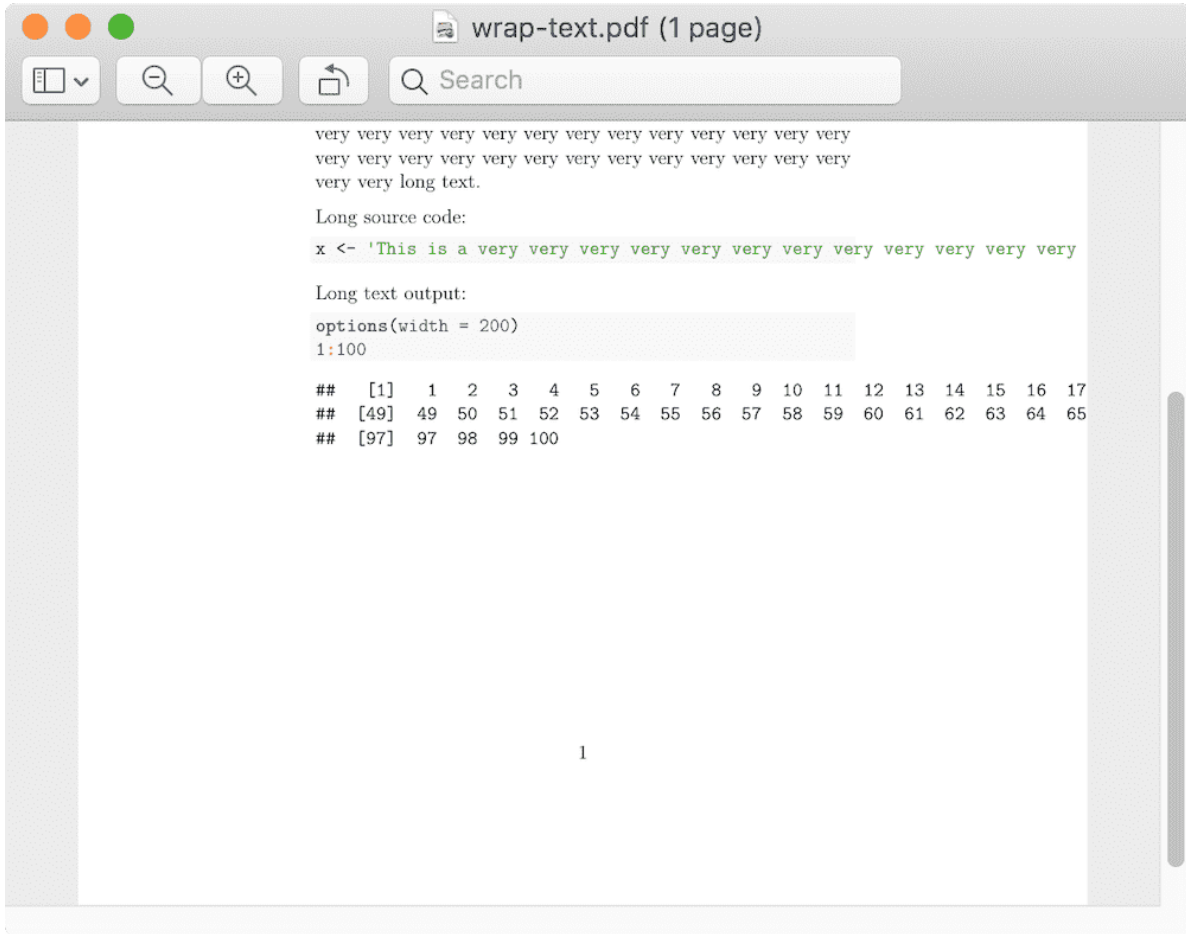 wrap-text.pdf (1 page)
Search
very very very very very very very very very very very very very
very very very very very very very very very very very very very
very very long text.
Long source code:
x <- 'This is a very very very very very very very very very very very very
Long text output:
options(width = 200)
1:100
##   [1]   1   2   3   4   5   6   7   8   9  10  11  12  13  14  15  16  17
##  [49]  49  50  51  52  53  54  55  56  57  58  59  60  61  62  63  64  65
##  [97]  97  98  99 100
1